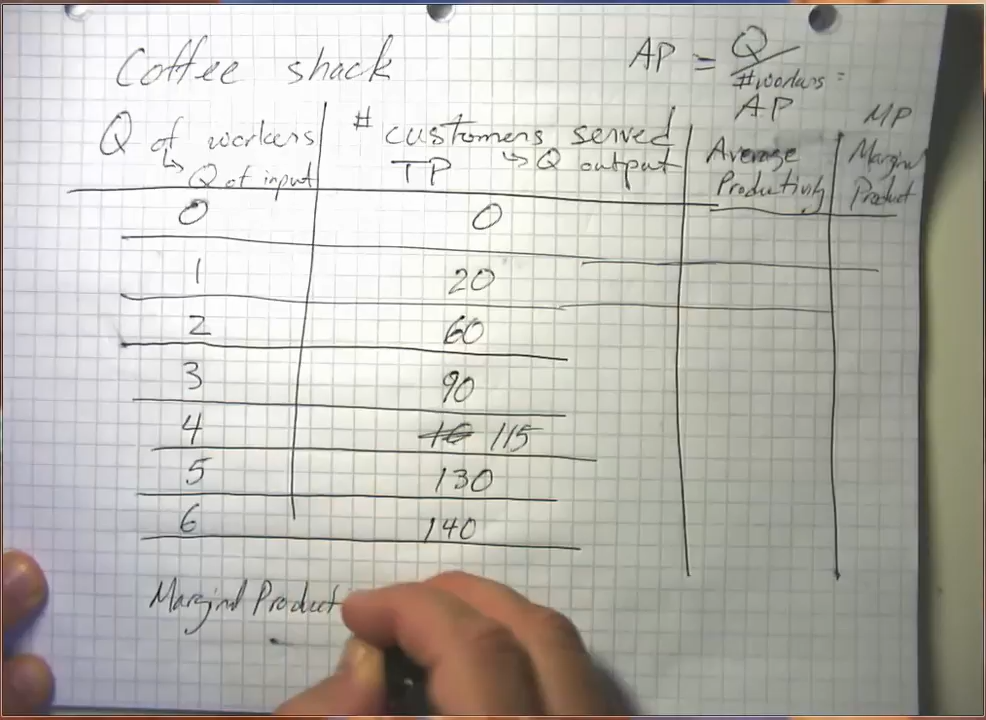 Coffee shack
AP = Q
# workers =
Q of workers
↳ Q of input
# customers served
TP ↳ Q output
AP
Average
Productivity
MP
Marginal
Product
0 0
1 20
2 60
3 90
4 115
5 130
6 140
Marginal Product